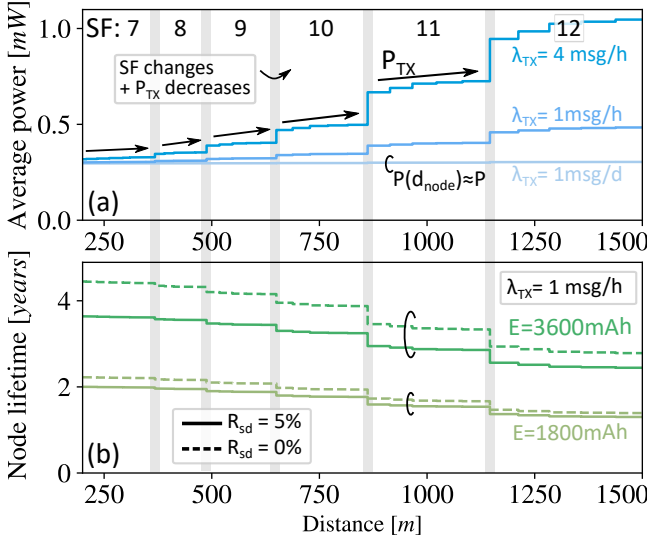 SF: 7 8 9 10 11 12
SF changes
+ P_TX decreases
P_TX
λ_TX= 4 msg/h
λ_TX= 1msg/h
λ_TX= 1msg/d
P(d_node)≈P
(a)
Average power [mW]
1.0
0.5
0.0
250 500 750 1000 1250 1500
λ_TX= 1 msg/h
E=3600mAh
E=1800mAh
R_sd = 5%
R_sd = 0%
(b)
Node lifetime [years]
4
2
0
250 500 750 1000 1250 1500
Distance [m]